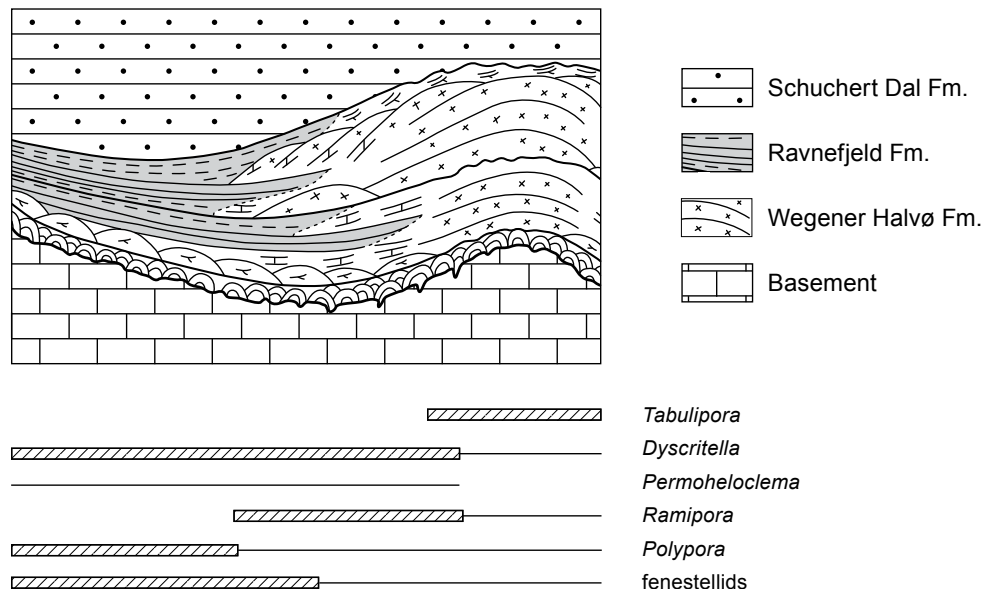 Schuchert Dal Fm.
Ravnefjeld Fm.
Wegener Halvø Fm.
Basement
Tabulipora
Dyscritella
Permoheloclema
Ramipora
Polypora
fenestellids